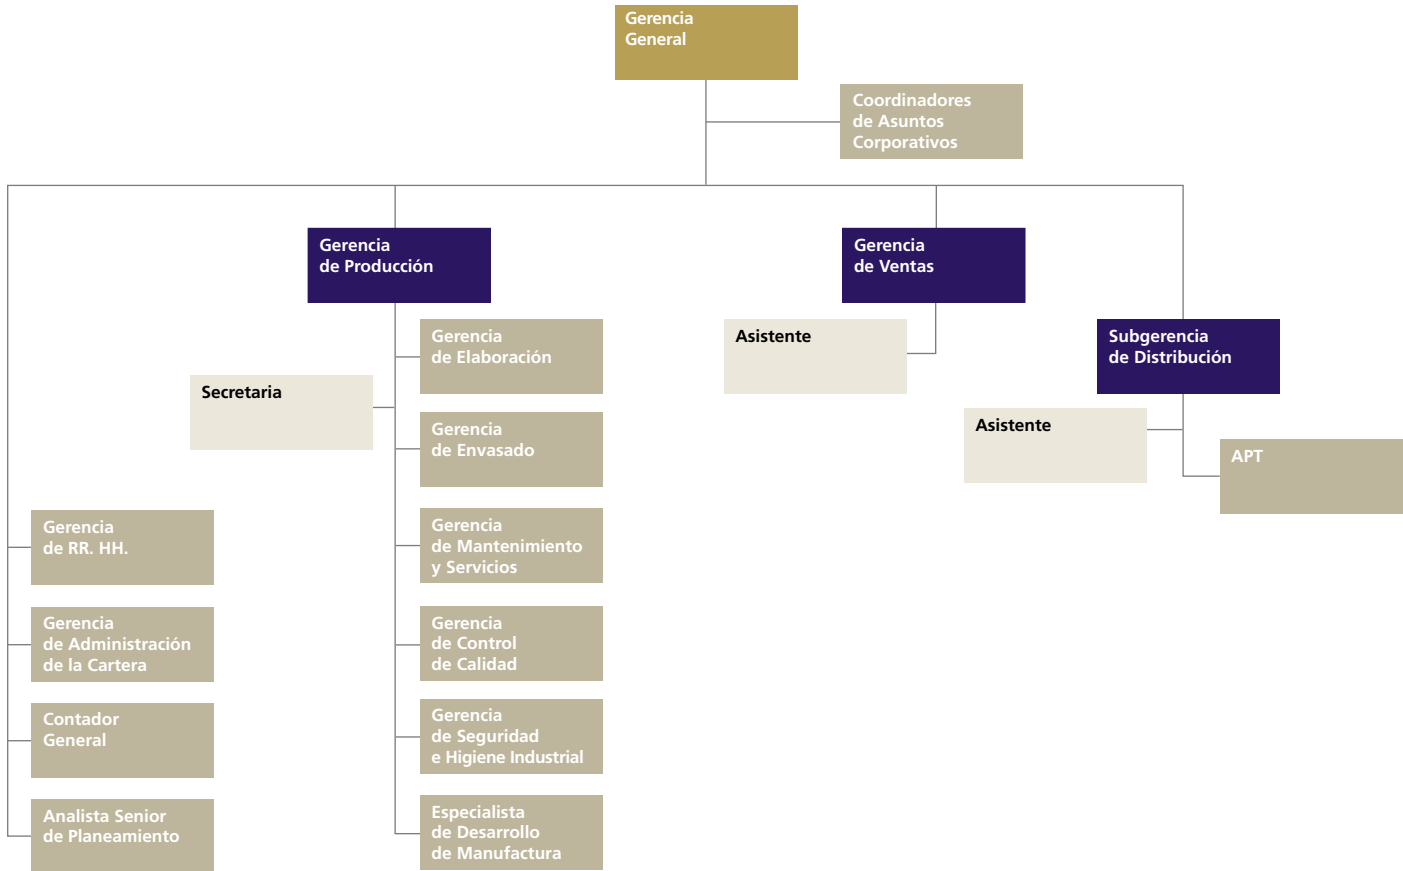 Gerencia
General
Coordinadores
de Asuntos
Corporativos
Gerencia
de Producción
Gerencia
de Ventas
Gerencia
de Elaboración
Asistente
Subgerencia
de Distribución
Secretaria
Gerencia
de Envasado
Asistente
APT
Gerencia
de RR. HH.
Gerencia
de Mantenimiento
y Servicios
Gerencia
de Administración
de la Cartera
Gerencia
de Control
de Calidad
Contador
General
Gerencia
de Seguridad
e Higiene Industrial
Analista Senior
de Planeamiento
Especialista
de Desarrollo
de Manufactura